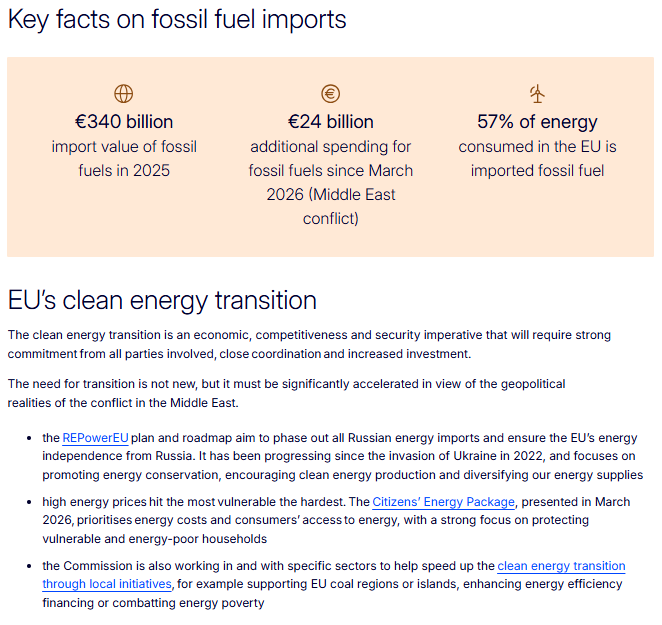 Key facts on fossil fuel imports
€340 billion
import value of fossil
fuels in 2025
€24 billion
additional spending for
fossil fuels since March
2026 (Middle East
conflict)
57% of energy
consumed in the EU is
imported fossil fuel
EU’s clean energy transition
The clean energy transition is an economic, competitiveness and security imperative that will require strong
commitment from all parties involved, close coordination and increased investment.
The need for transition is not new, but it must be significantly accelerated in view of the geopolitical
realities of the conflict in the Middle East.
• the REPowerEU plan and roadmap aim to phase out all Russian energy imports and ensure the EU’s energy
independence from Russia. It has been progressing since the invasion of Ukraine in 2022, and focuses on
promoting energy conservation, encouraging clean energy production and diversifying our energy supplies
• high energy prices hit the most vulnerable the hardest. The Citizens’ Energy Package, presented in March
2026, prioritises energy costs and consumers’ access to energy, with a strong focus on protecting
vulnerable and energy-poor households
• the Commission is also working in and with specific sectors to help speed up the clean energy transition
through local initiatives, for example supporting EU coal regions or islands, enhancing energy efficiency
financing or combatting energy poverty